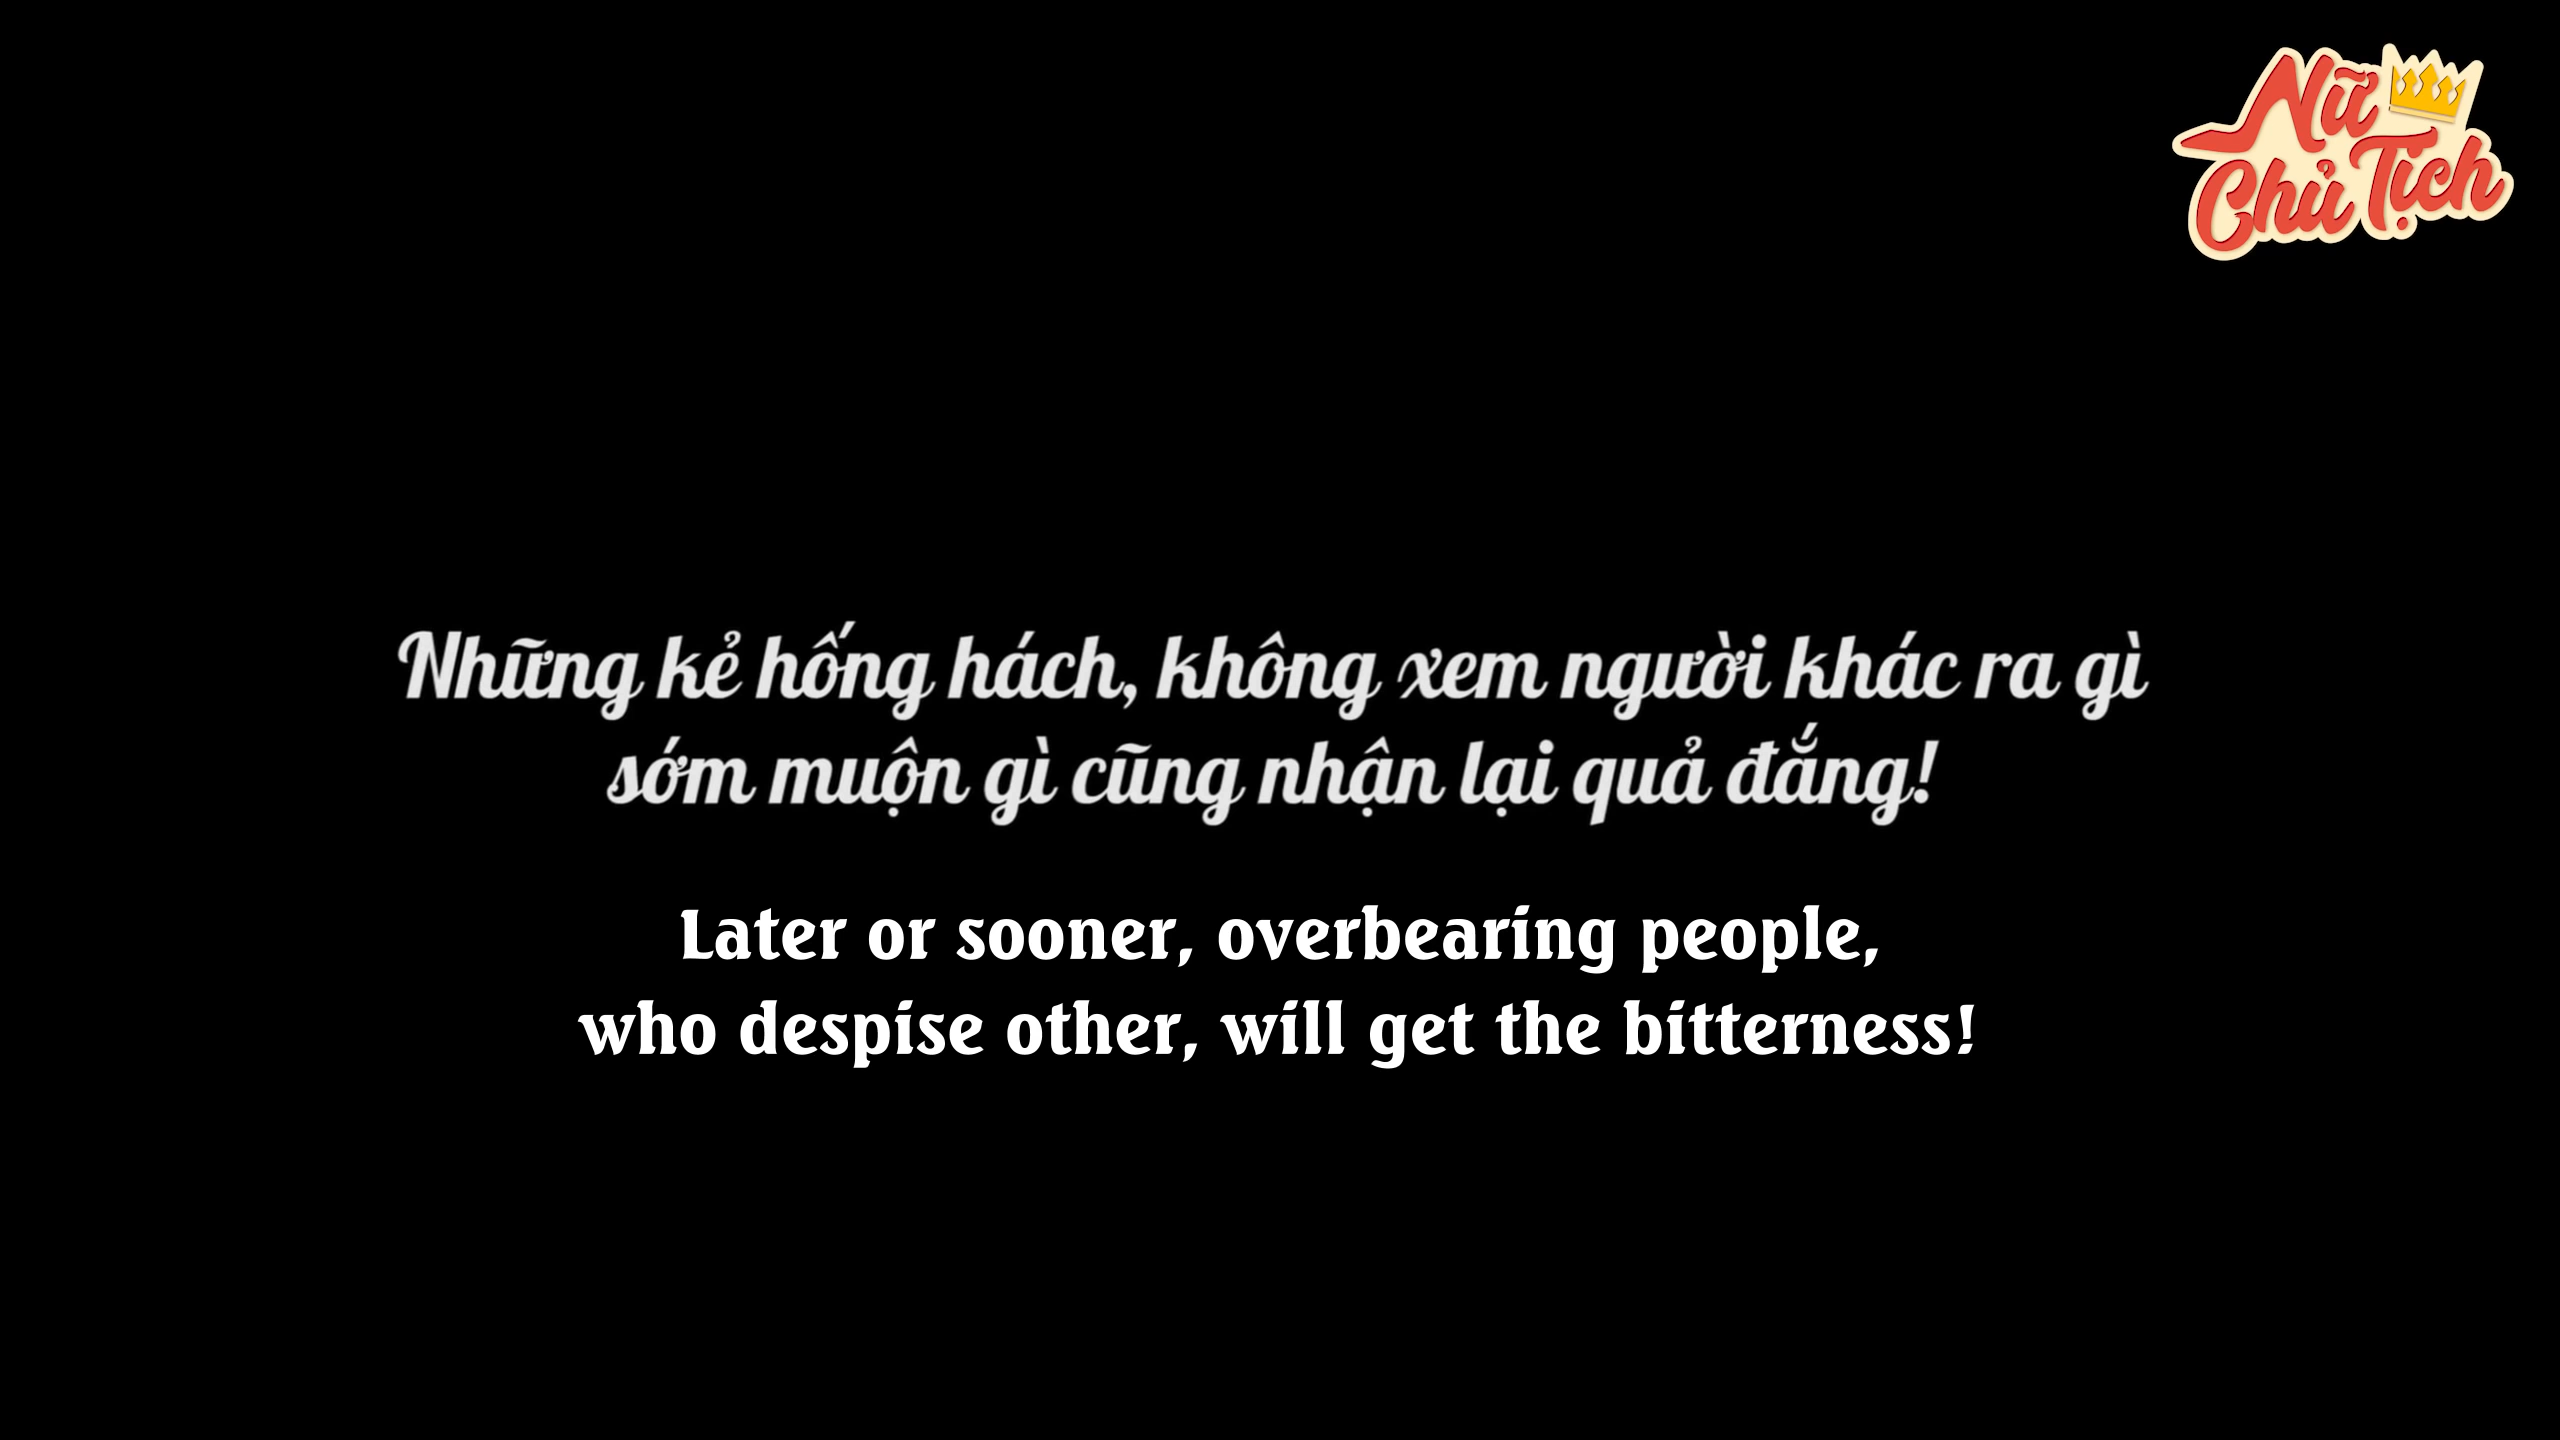 Nữ
Chủ Tịch
Những kẻ hống hách, không xem người khác ra gì
sớm muộn gì cũng nhận lại quả đắng!
Later or sooner, overbearing people,
who despise other, will get the bitterness!